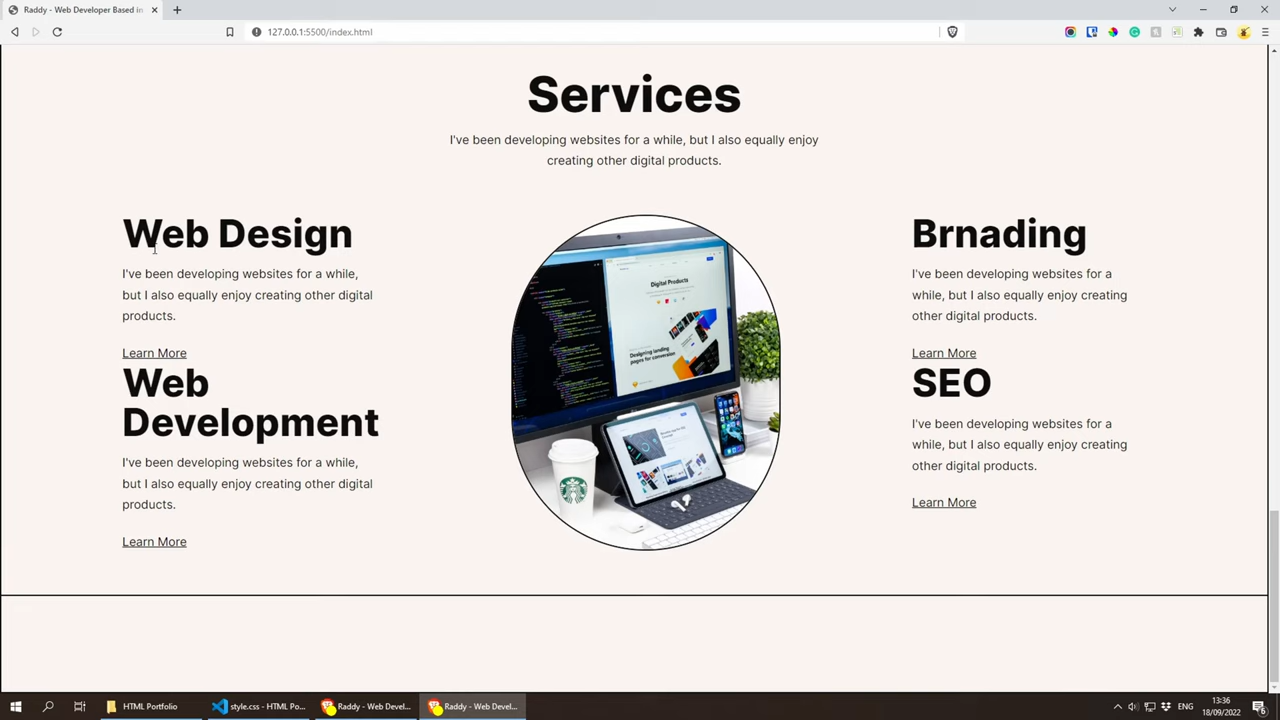 Raddy - Web Developer Based in
127.0.0.1:5500/index.html
Services
I've been developing websites for a while, but I also equally enjoy
creating other digital products.
Web Design
I've been developing websites for a while,
but I also equally enjoy creating other digital
products.
Learn More
Web
Development
I've been developing websites for a while,
but I also equally enjoy creating other digital
products.
Learn More
Digital Products
Designing landing
pages for conversion
Brnading
I've been developing websites for a
while, but I also equally enjoy creating
other digital products.
Learn More
SEO
I've been developing websites for a
while, but I also equally enjoy creating
other digital products.
Learn More
HTML Portfolio
style.css - HTML Po...
Raddy - Web Devel...
Raddy - Web Devel...
ENG
13:36
18/09/2022
6